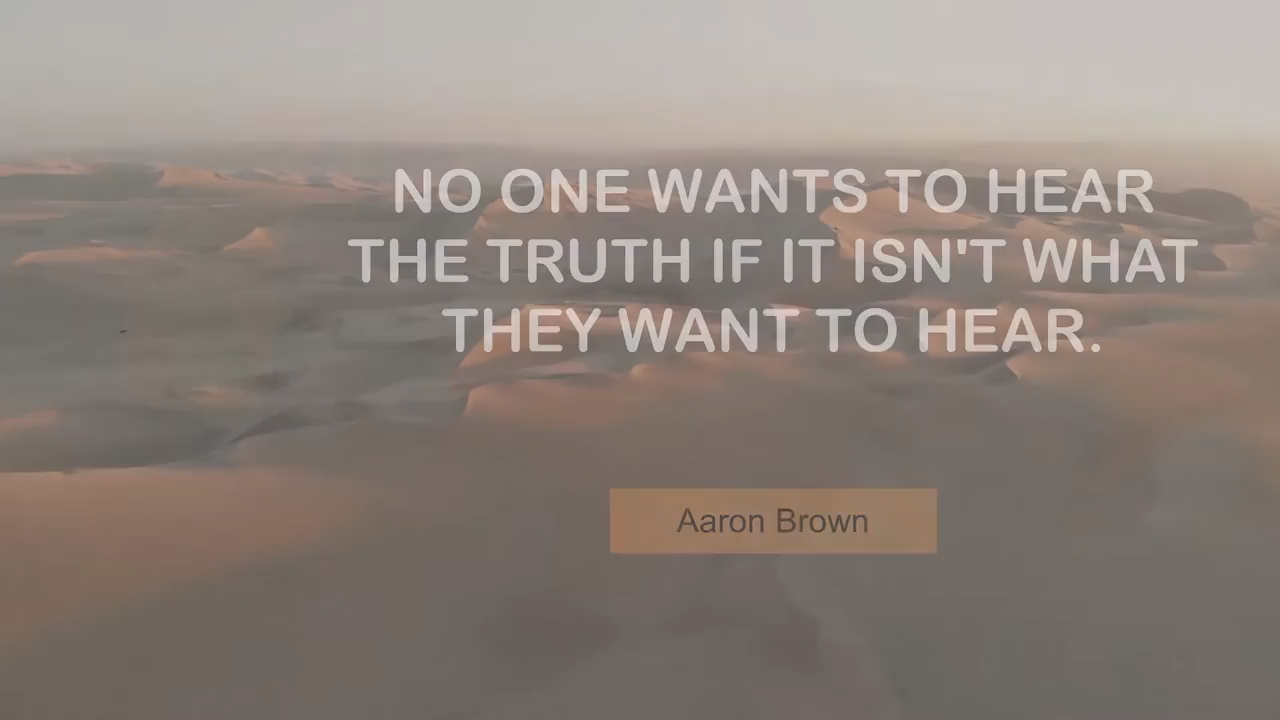 NO ONE WANTS TO HEAR
THE TRUTH IF IT ISN'T WHAT
THEY WANT TO HEAR.
Aaron Brown